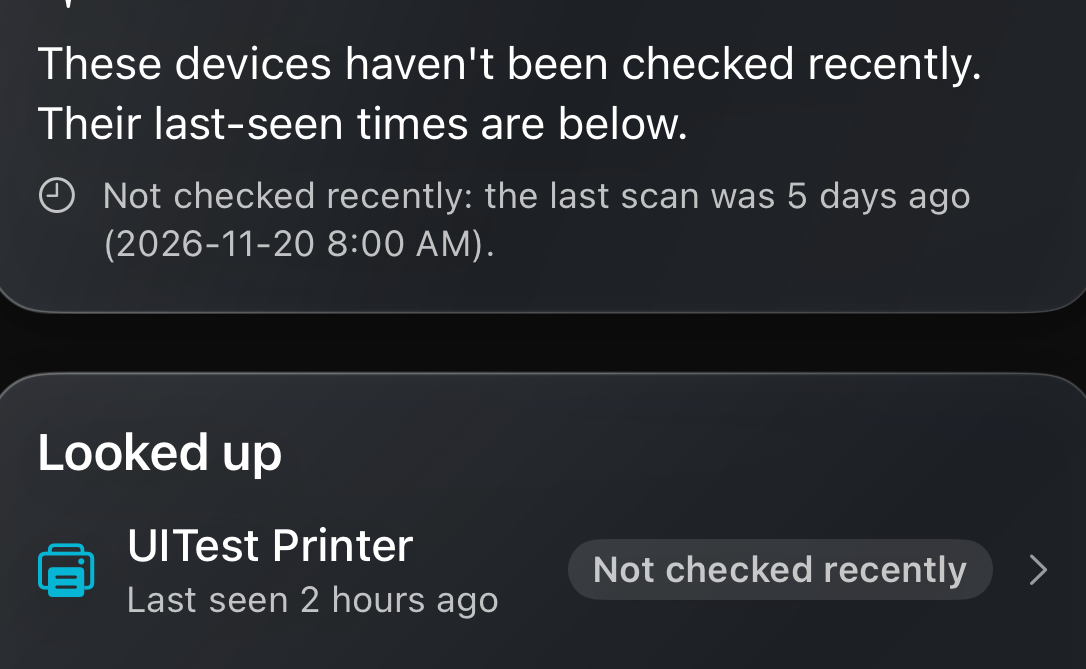 These devices haven't been checked recently.
Their last-seen times are below.
Not checked recently: the last scan was 5 days ago
(2026-11-20 8:00 AM).
Looked up
UITest Printer
Not checked recently
Last seen 2 hours ago